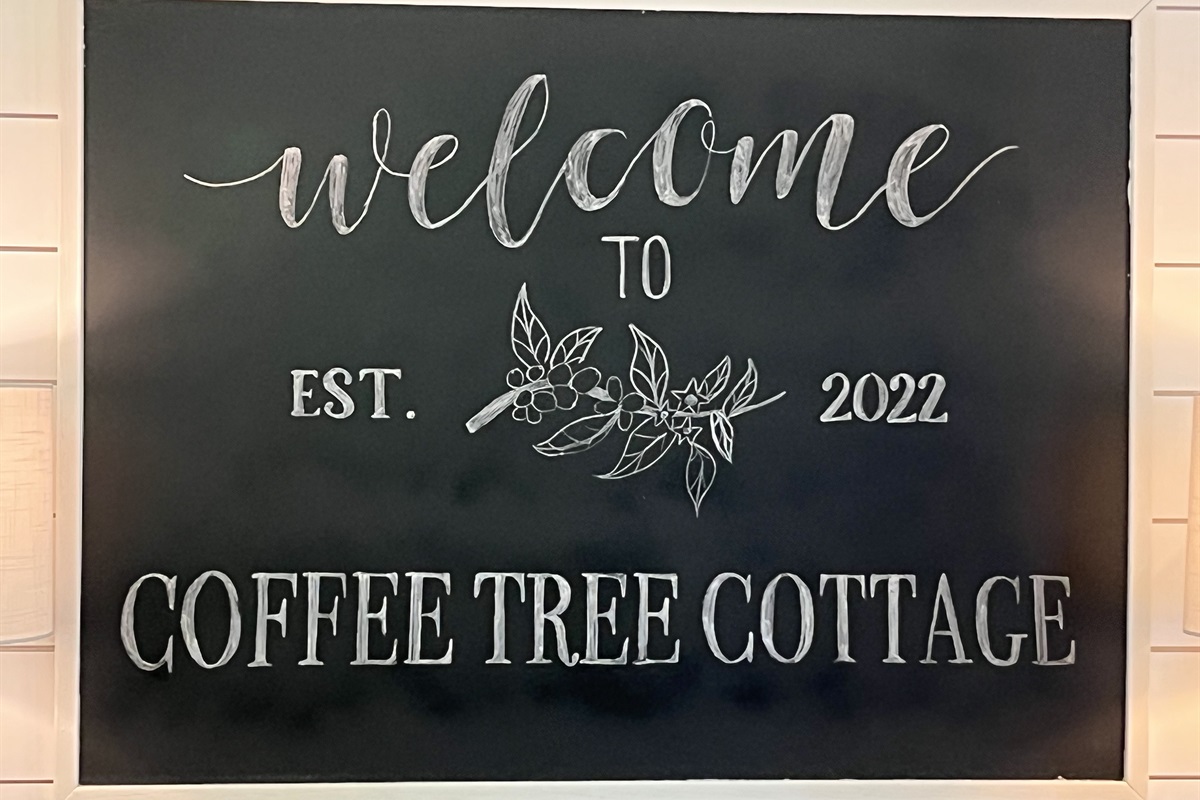 welcome
TO
EST. 2022
COFFEE TREE COTTAGE